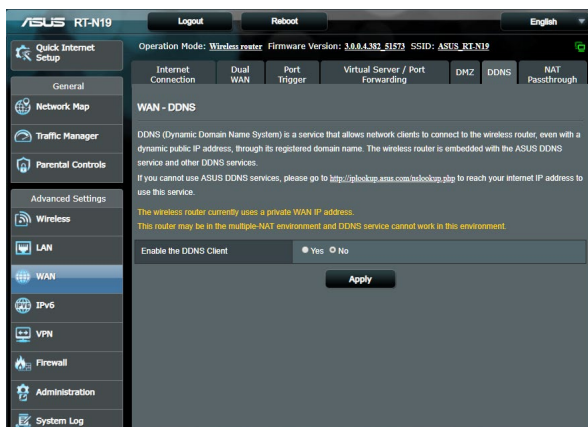 ASUS RT-N19 Logout Reboot English
Operation Mode: Wireless router Firmware Version: 3.0.0.4.382_51573 SSID: ASUS_RT-N19
Quick Internet Setup
General
Network Map
Traffic Manager
Parental Controls
Advanced Settings
Wireless
LAN
WAN
IPv6
VPN
Firewall
Administration
System Log
Internet Connection Dual WAN Port Trigger Virtual Server / Port Forwarding DMZ DDNS NAT Passthrough
WAN - DDNS
DDNS (Dynamic Domain Name System) is a service that allows network clients to connect to the wireless router, even with a
dynamic public IP address, through its registered domain name. The wireless router is embedded with the ASUS DDNS
service and other DDNS services.
If you cannot use ASUS DDNS services, please go to http://iplookup.asus.com/nslookup.php to reach your internet IP address to
use this service.
The wireless router currently uses a private WAN IP address.
This router may be in the multiple-NAT environment and DDNS service cannot work in this environment.
Enable the DDNS Client Yes No
Apply